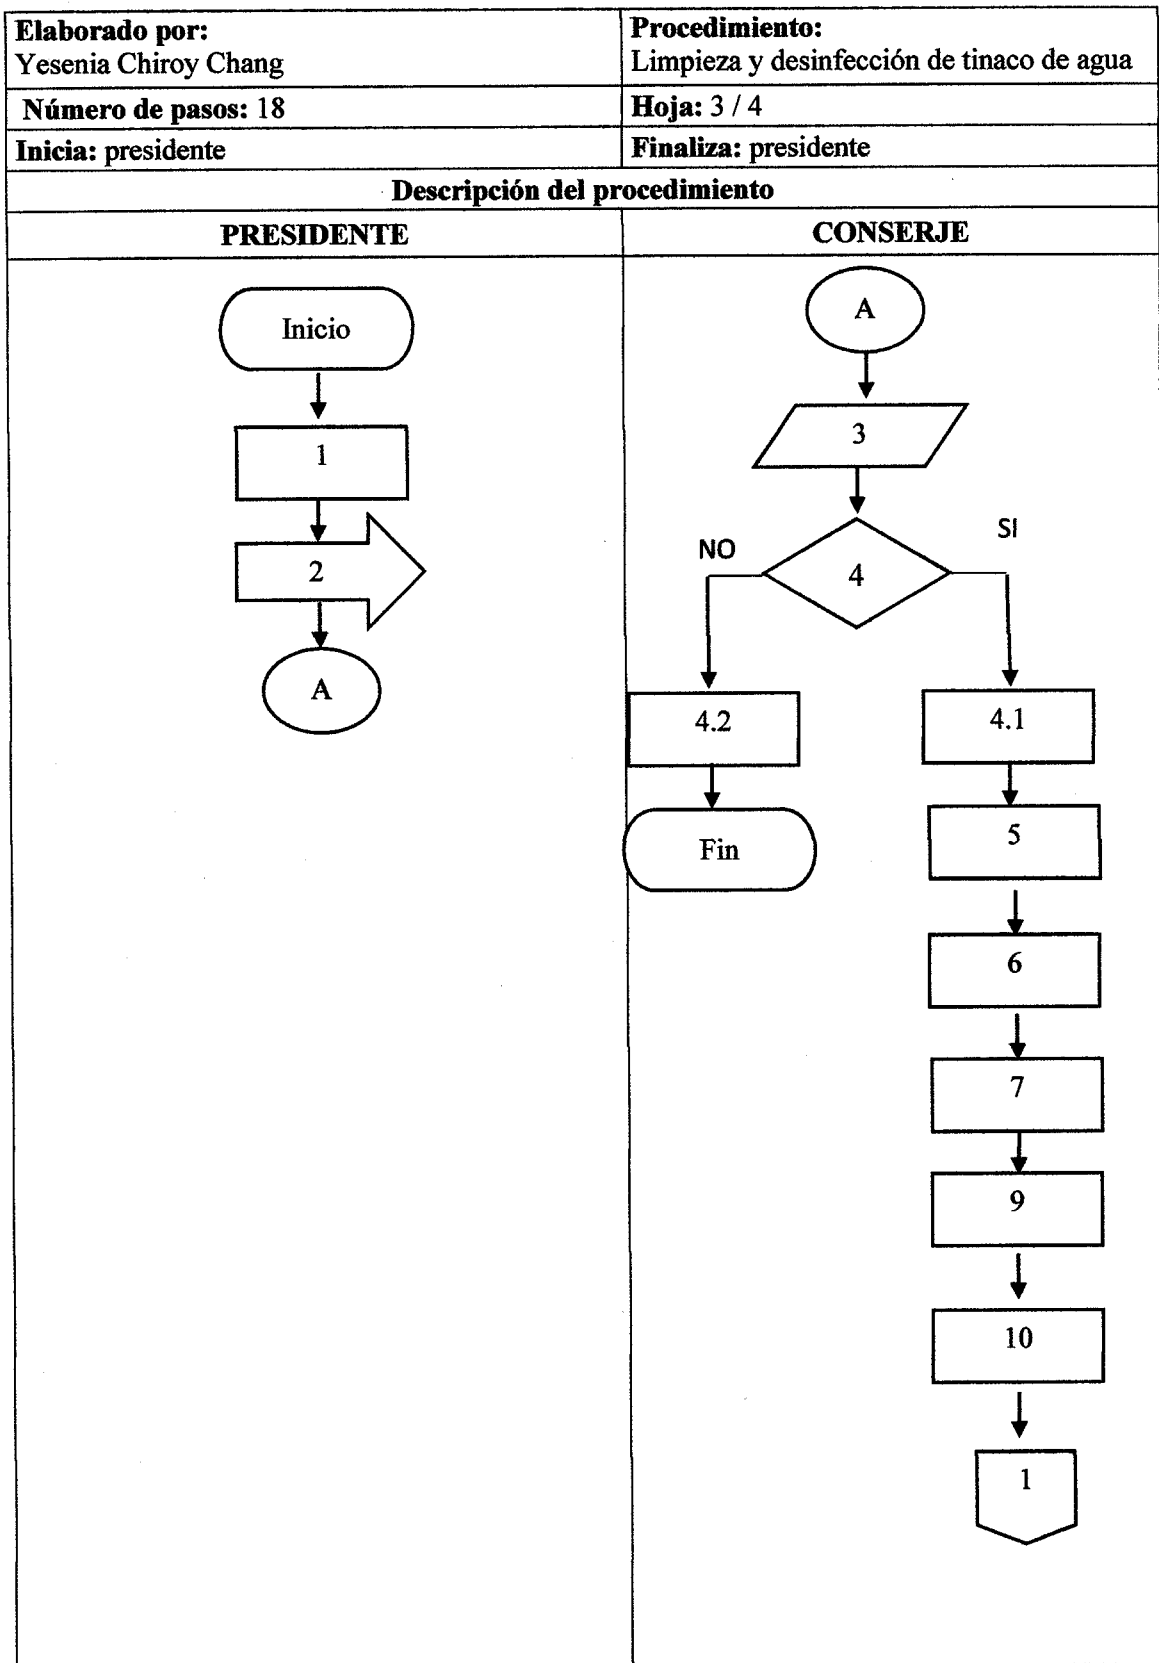 Elaborado por:
Yesenia Chiroy Chang
Procedimiento:
Limpieza y desinfección de tinaco de agua
Número de pasos: 18
Hoja: 3 / 4
Inicia: presidente
Finaliza: presidente
Descripción del procedimiento
PRESIDENTE
CONSERJE
Inicio
1
2
A
A
3
4
NO
SI
4.2
4.1
Fin
5
6
7
9
10
1